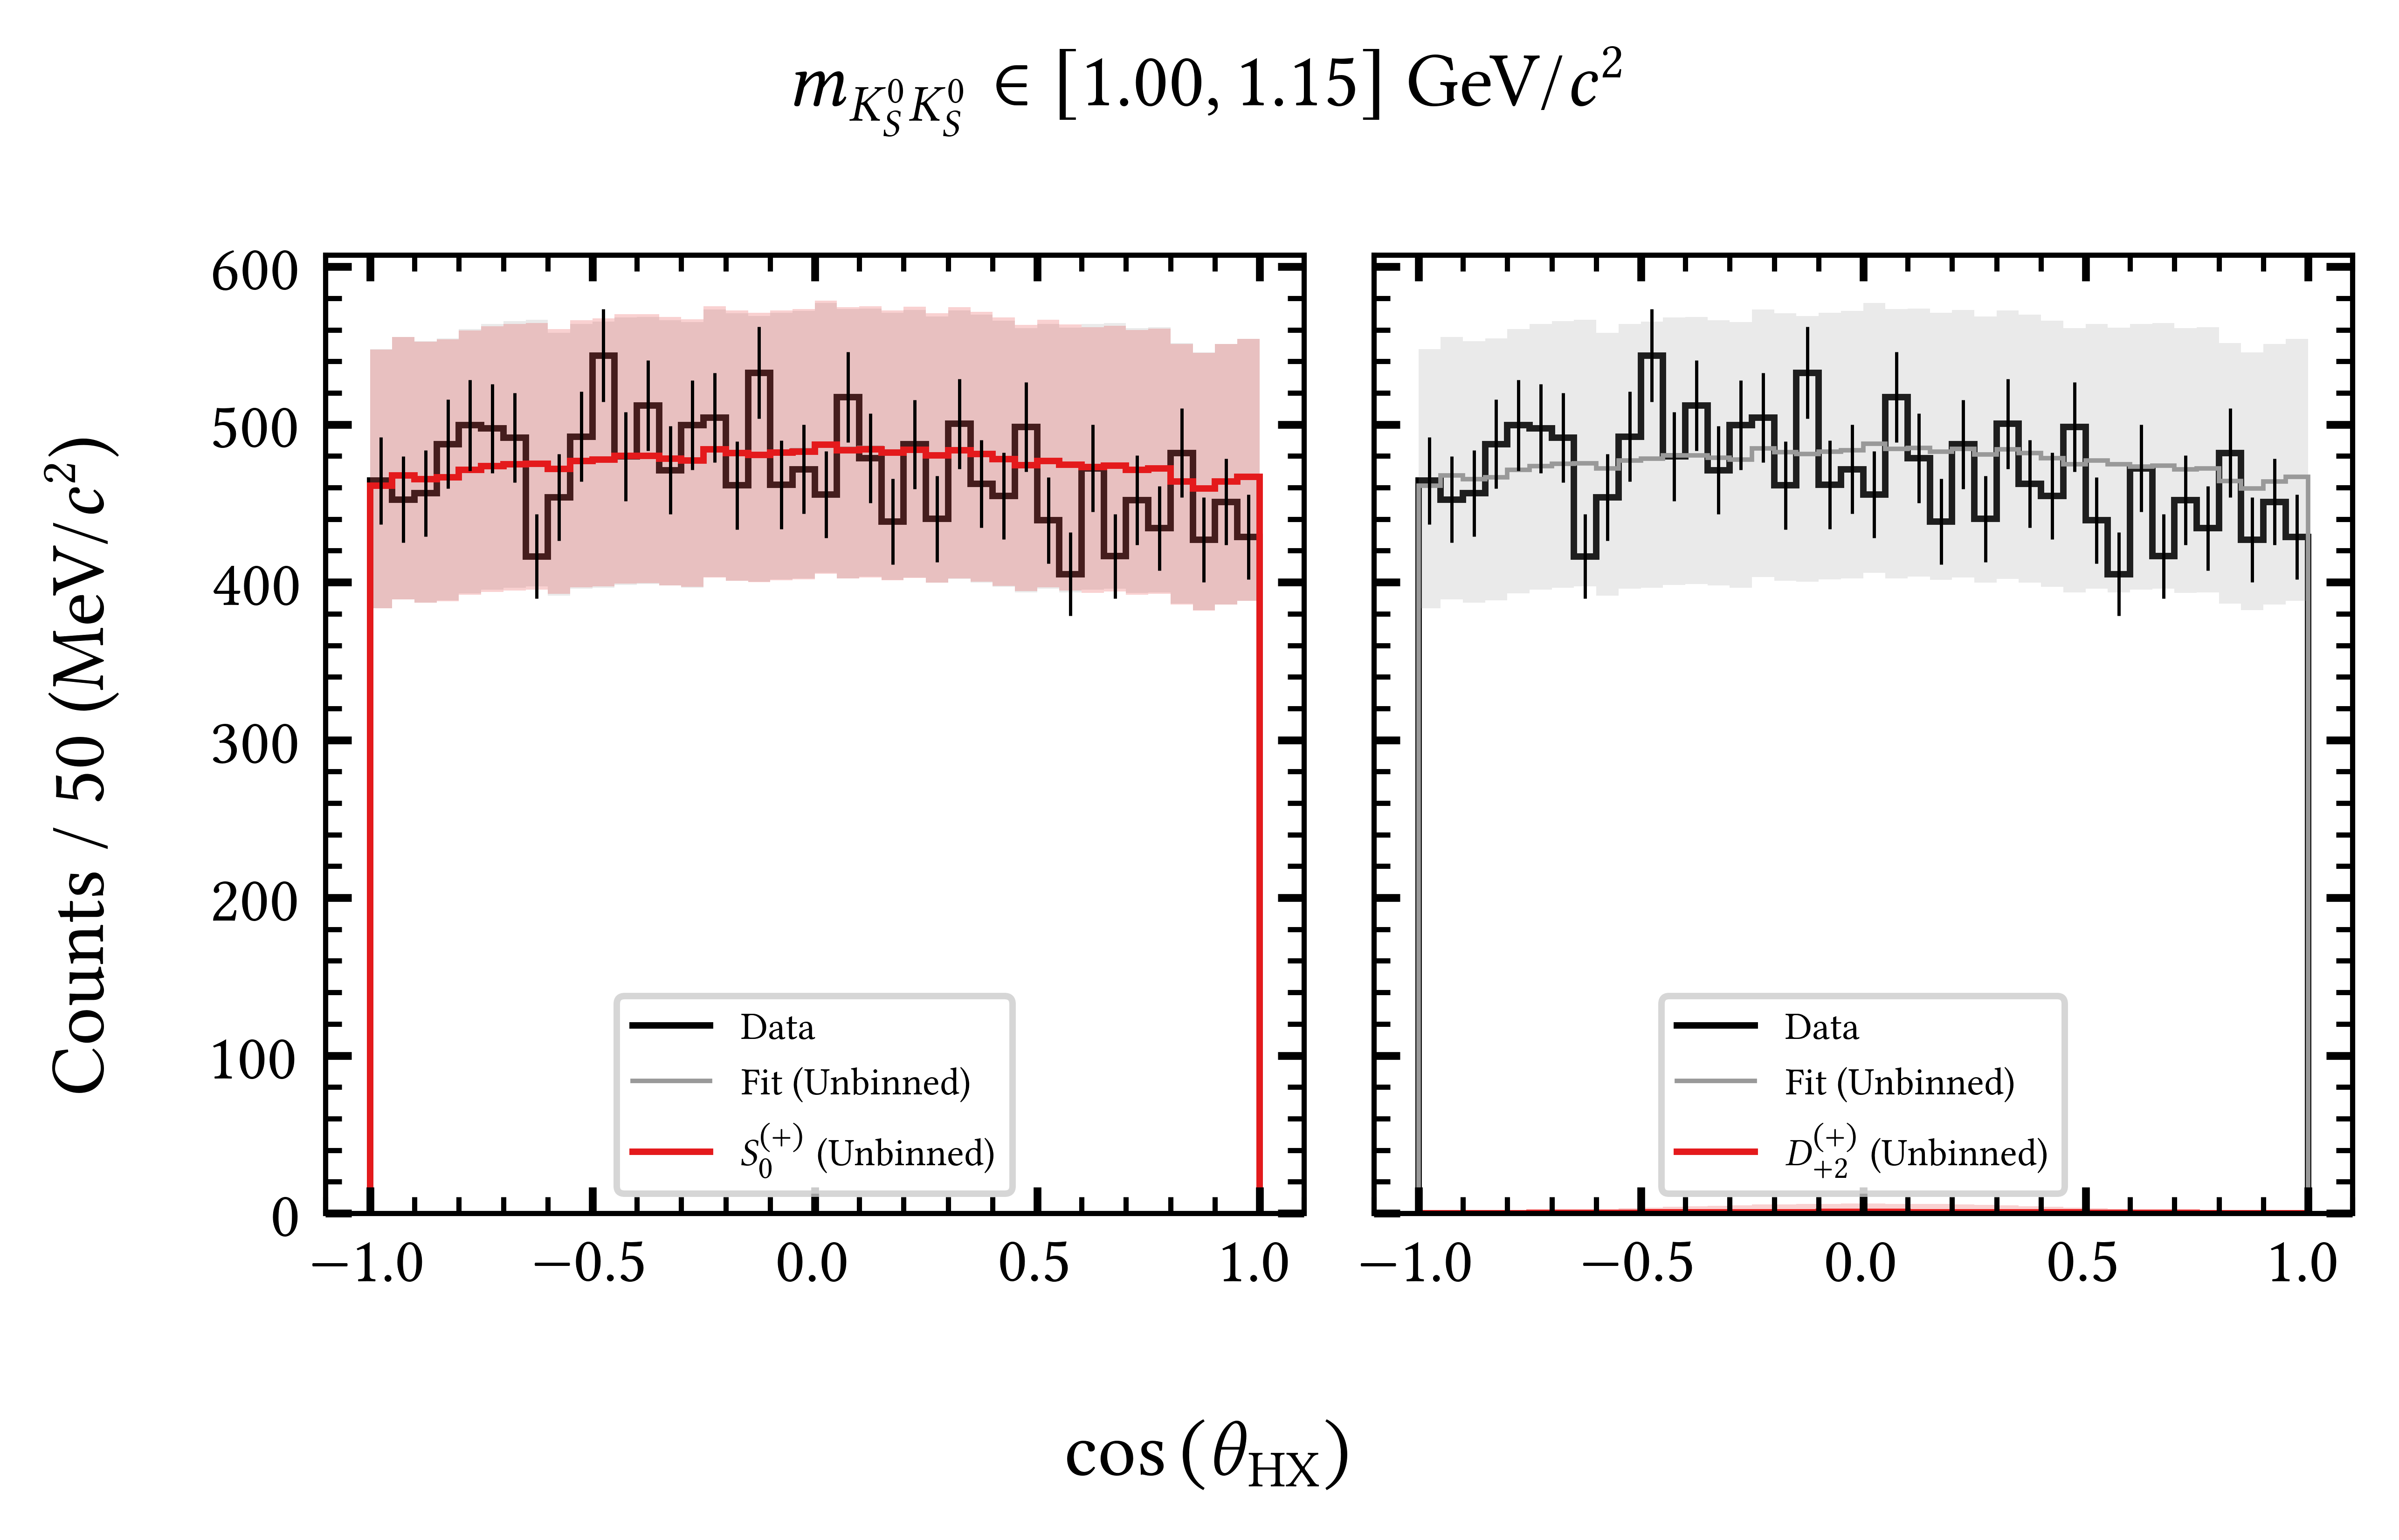 m_{K_S^0 K_S^0} ∈ [1.00, 1.15] GeV/c²
Counts / 50 (MeV/c²)
600
500
400
300
200
100
0
−1.0 −0.5 0.0 0.5 1.0
Data
Fit (Unbinned)
S_0^{(+)} (Unbinned)
−1.0 −0.5 0.0 0.5 1.0
Data
Fit (Unbinned)
D_{+2}^{(+)} (Unbinned)
cos (θ_{HX})